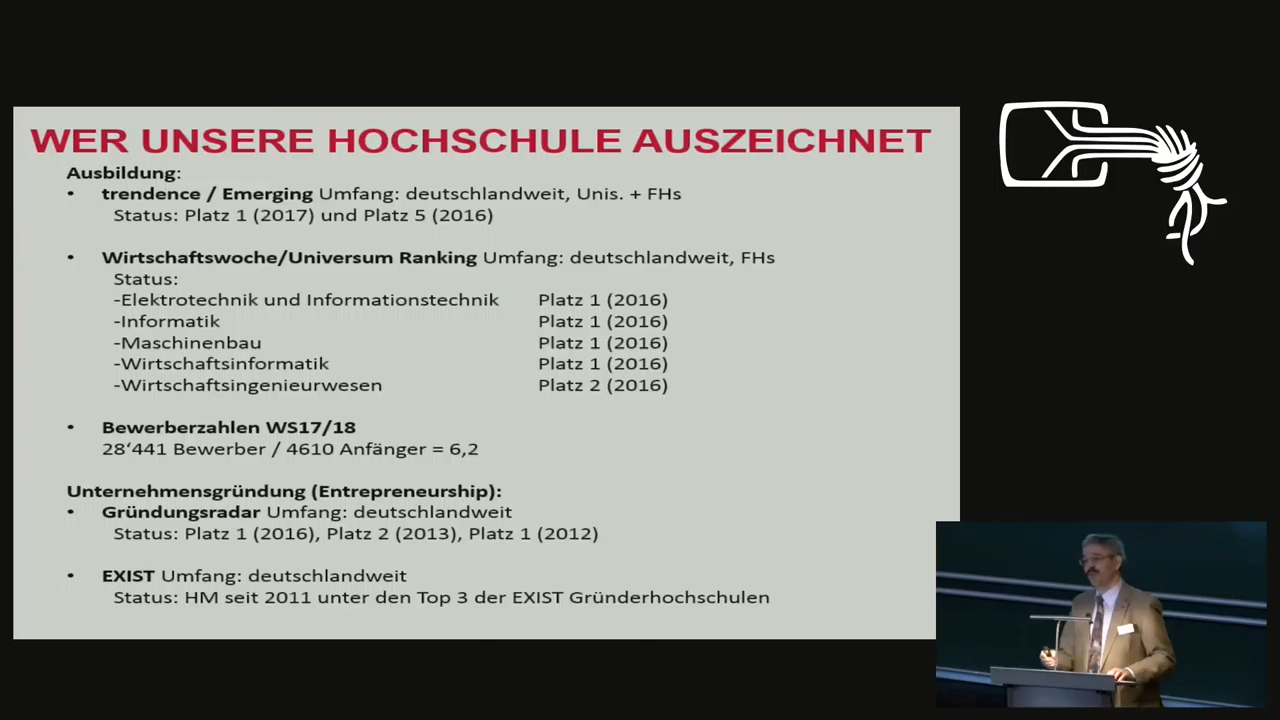 WER UNSERE HOCHSCHULE AUSZEICHNET
Ausbildung:
• trendence / Emerging Umfang: deutschlandweit, Unis. + FHs
Status: Platz 1 (2017) und Platz 5 (2016)
• Wirtschaftswoche/Universum Ranking Umfang: deutschlandweit, FHs
Status:
-Elektrotechnik und Informationstechnik Platz 1 (2016)
-Informatik Platz 1 (2016)
-Maschinenbau Platz 1 (2016)
-Wirtschaftsinformatik Platz 1 (2016)
-Wirtschaftsingenieurwesen Platz 2 (2016)
• Bewerberzahlen WS17/18
28‘441 Bewerber / 4610 Anfänger = 6,2
Unternehmensgründung (Entrepreneurship):
• Gründungsradar Umfang: deutschlandweit
Status: Platz 1 (2016), Platz 2 (2013), Platz 1 (2012)
• EXIST Umfang: deutschlandweit
Status: HM seit 2011 unter den Top 3 der EXIST Gründerhochschulen